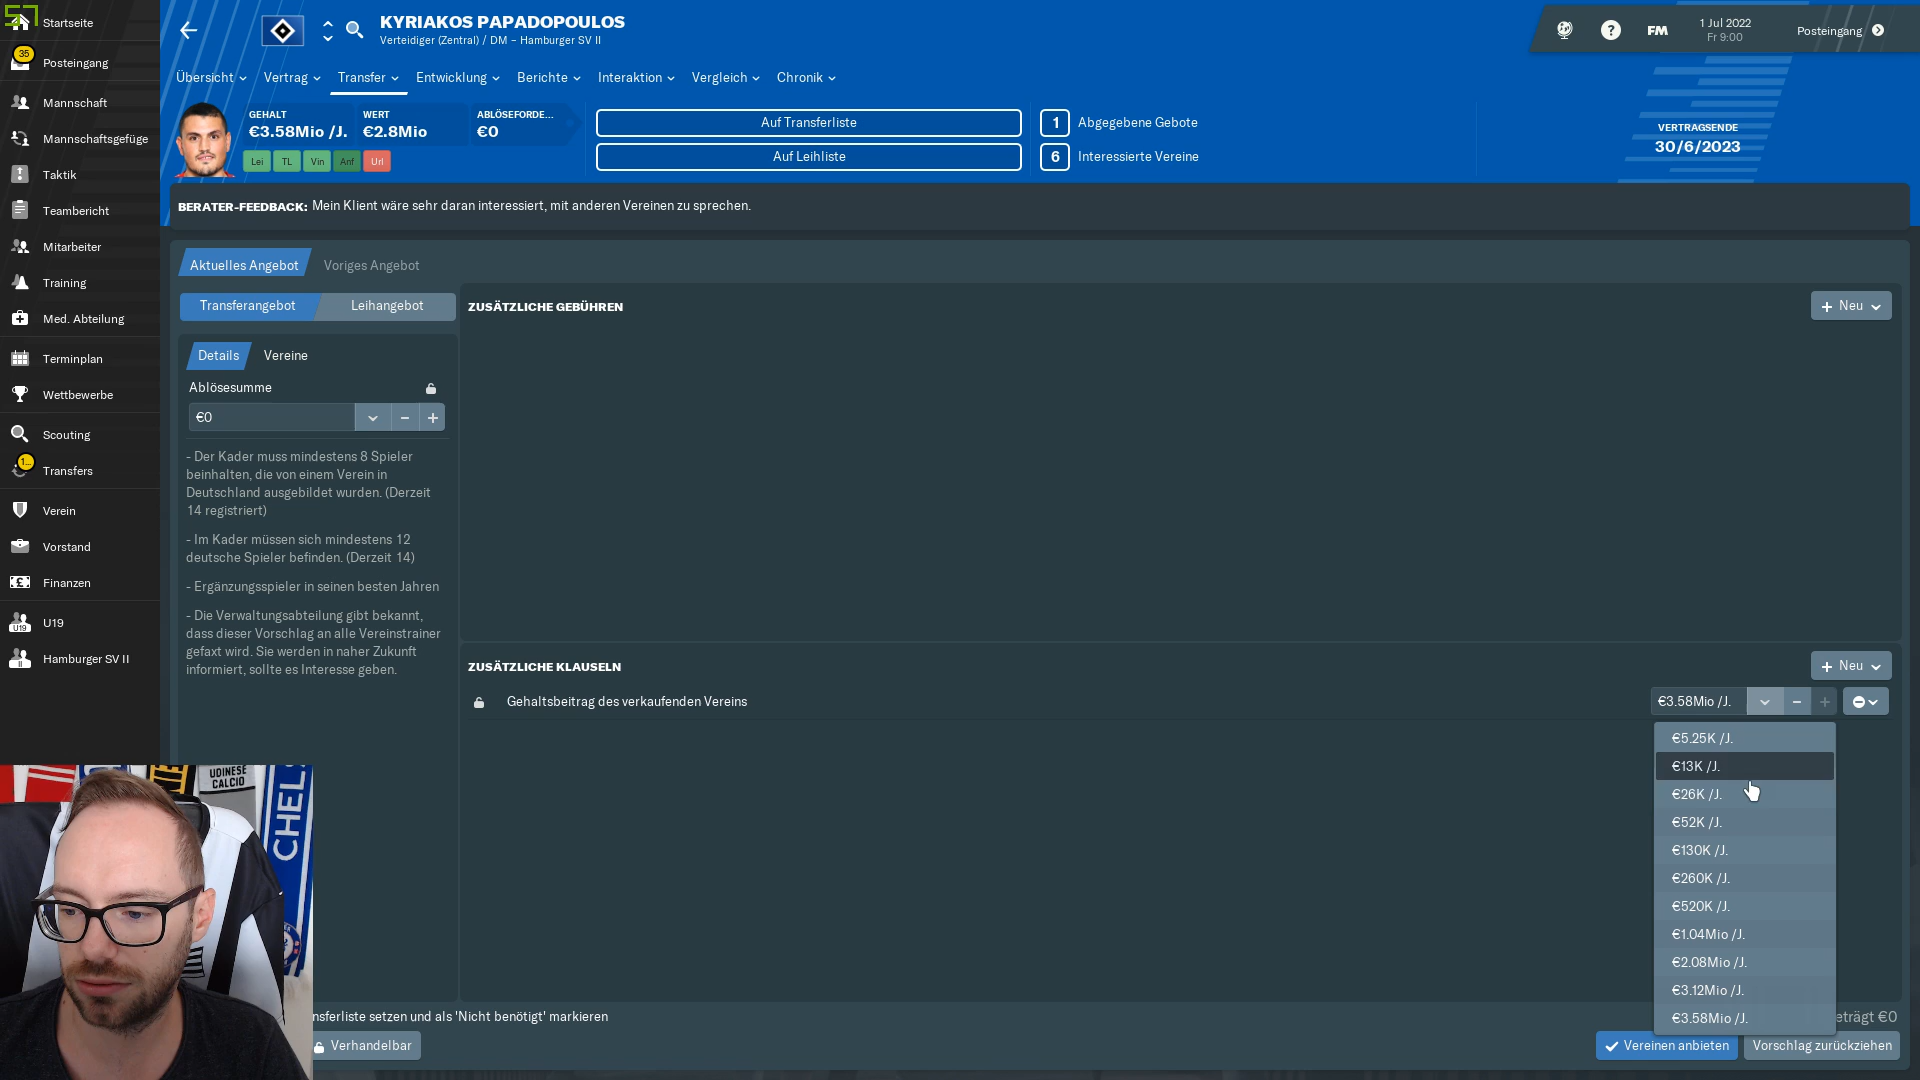 57
Startseite
35
Posteingang
Mannschaft
Mannschaftsgefüge
Taktik
Teambericht
Mitarbeiter
Training
Med. Abteilung
Terminplan
Wettbewerbe
Scouting
1...
Transfers
Verein
Vorstand
Finanzen
U19
U19
II
Hamburger SV II
KYRIAKOS PAPADOPOULOS
Verteidiger (Zentral) / DM – Hamburger SV II
?
FM
1 Jul 2022
Fr 9:00
Posteingang
Übersicht
Vertrag
Transfer
Entwicklung
Berichte
Interaktion
Vergleich
Chronik
GEHALT
€3.58Mio /J.
WERT
€2.8Mio
ABLÖSEFORDE...
€0
Lei
TL
Vin
Anf
Url
Auf Transferliste
Auf Leihliste
1
Abgegebene Gebote
6
Interessierte Vereine
VERTRAGSENDE
30/6/2023
BERATER-FEEDBACK: Mein Klient wäre sehr daran interessiert, mit anderen Vereinen zu sprechen.
Aktuelles Angebot
Voriges Angebot
Transferangebot
Leihangebot
Details
Vereine
Ablösesumme
€0
- Der Kader muss mindestens 8 Spieler
beinhalten, die von einem Verein in
Deutschland ausgebildet wurden. (Derzeit
14 registriert)
- Im Kader müssen sich mindestens 12
deutsche Spieler befinden. (Derzeit 14)
- Ergänzungsspieler in seinen besten Jahren
- Die Verwaltungsabteilung gibt bekannt,
dass dieser Vorschlag an alle Vereinstrainer
gefaxt wird. Sie werden in naher Zukunft
informiert, sollte es Interesse geben.
ZUSÄTZLICHE GEBÜHREN
Neu
ZUSÄTZLICHE KLAUSELN
Neu
Gehaltsbeitrag des verkaufenden Vereins
€3.58Mio /J.
€5.25K /J.
€13K /J.
€26K /J.
€52K /J.
€130K /J.
€260K /J.
€520K /J.
€1.04Mio /J.
€2.08Mio /J.
€3.12Mio /J.
€3.58Mio /J.
nsferliste setzen und als 'Nicht benötigt' markieren
eträgt €0
Verhandelbar
Vereinen anbieten
Vorschlag zurückziehen
UDINESE
CALCIO
CHELS